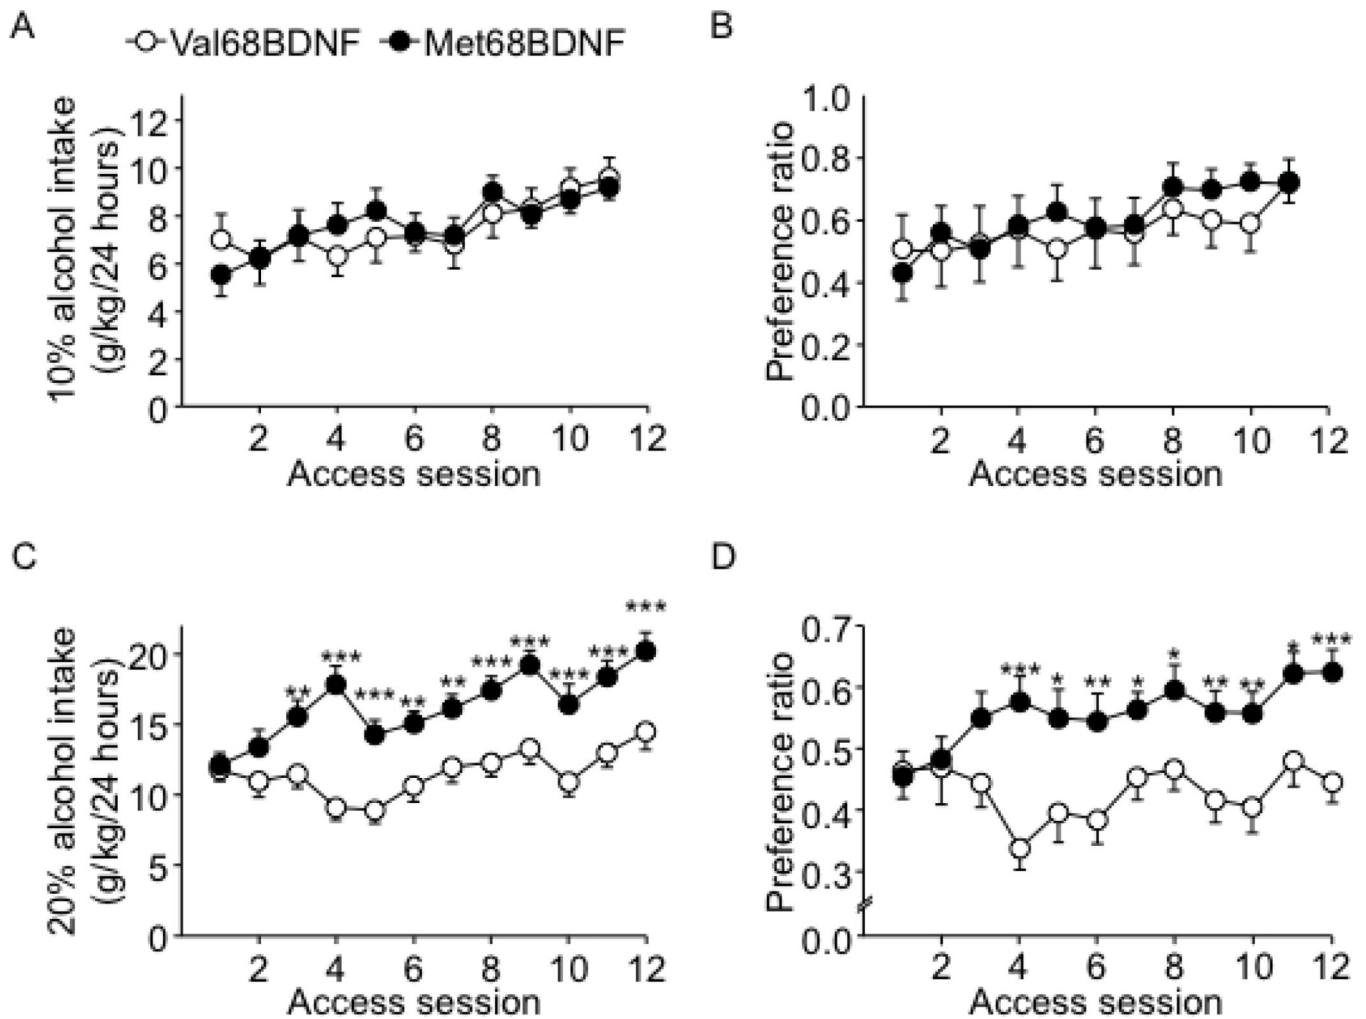 A
Val68BDNF Met68BDNF
10% alcohol intake
(g/kg/24 hours)
12
10
8
6
4
2
0
2 4 6 8 10 12
Access session
B
Preference ratio
1.0
0.8
0.6
0.4
0.2
0.0
2 4 6 8 10 12
Access session
C
20% alcohol intake
(g/kg/24 hours)
20
15
10
5
0
** *** *** ** ** *** *** *** *** ***
2 4 6 8 10 12
Access session
D
Preference ratio
0.7
0.6
0.5
0.4
0.3
0.0
*** * ** * * ** ** * ***
2 4 6 8 10 12
Access session